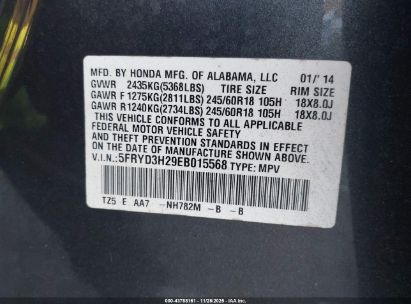 MFD. BY HONDA MFG. OF ALABAMA, LLC 01/'14
GVWR 2435KG(5368LBS) TIRE SIZE RIM SIZE
GAWR F 1275KG(2811LBS) 245/60R18 105H 18X8.0J
GAWR R 1240KG(2734LBS) 245/60R18 105H 18X8.0J
THIS VEHICLE CONFORMS TO ALL APPLICABLE
FEDERAL MOTOR VEHICLE SAFETY
AND THEFT PREVENTION STANDARDS IN EFFECT
ON THE DATE OF MANUFACTURE SHOWN ABOVE.
V.I.N.:5FRYD3H29EB015568 TYPE: MPV
TZ5 E AA7 -NH782M -B -B